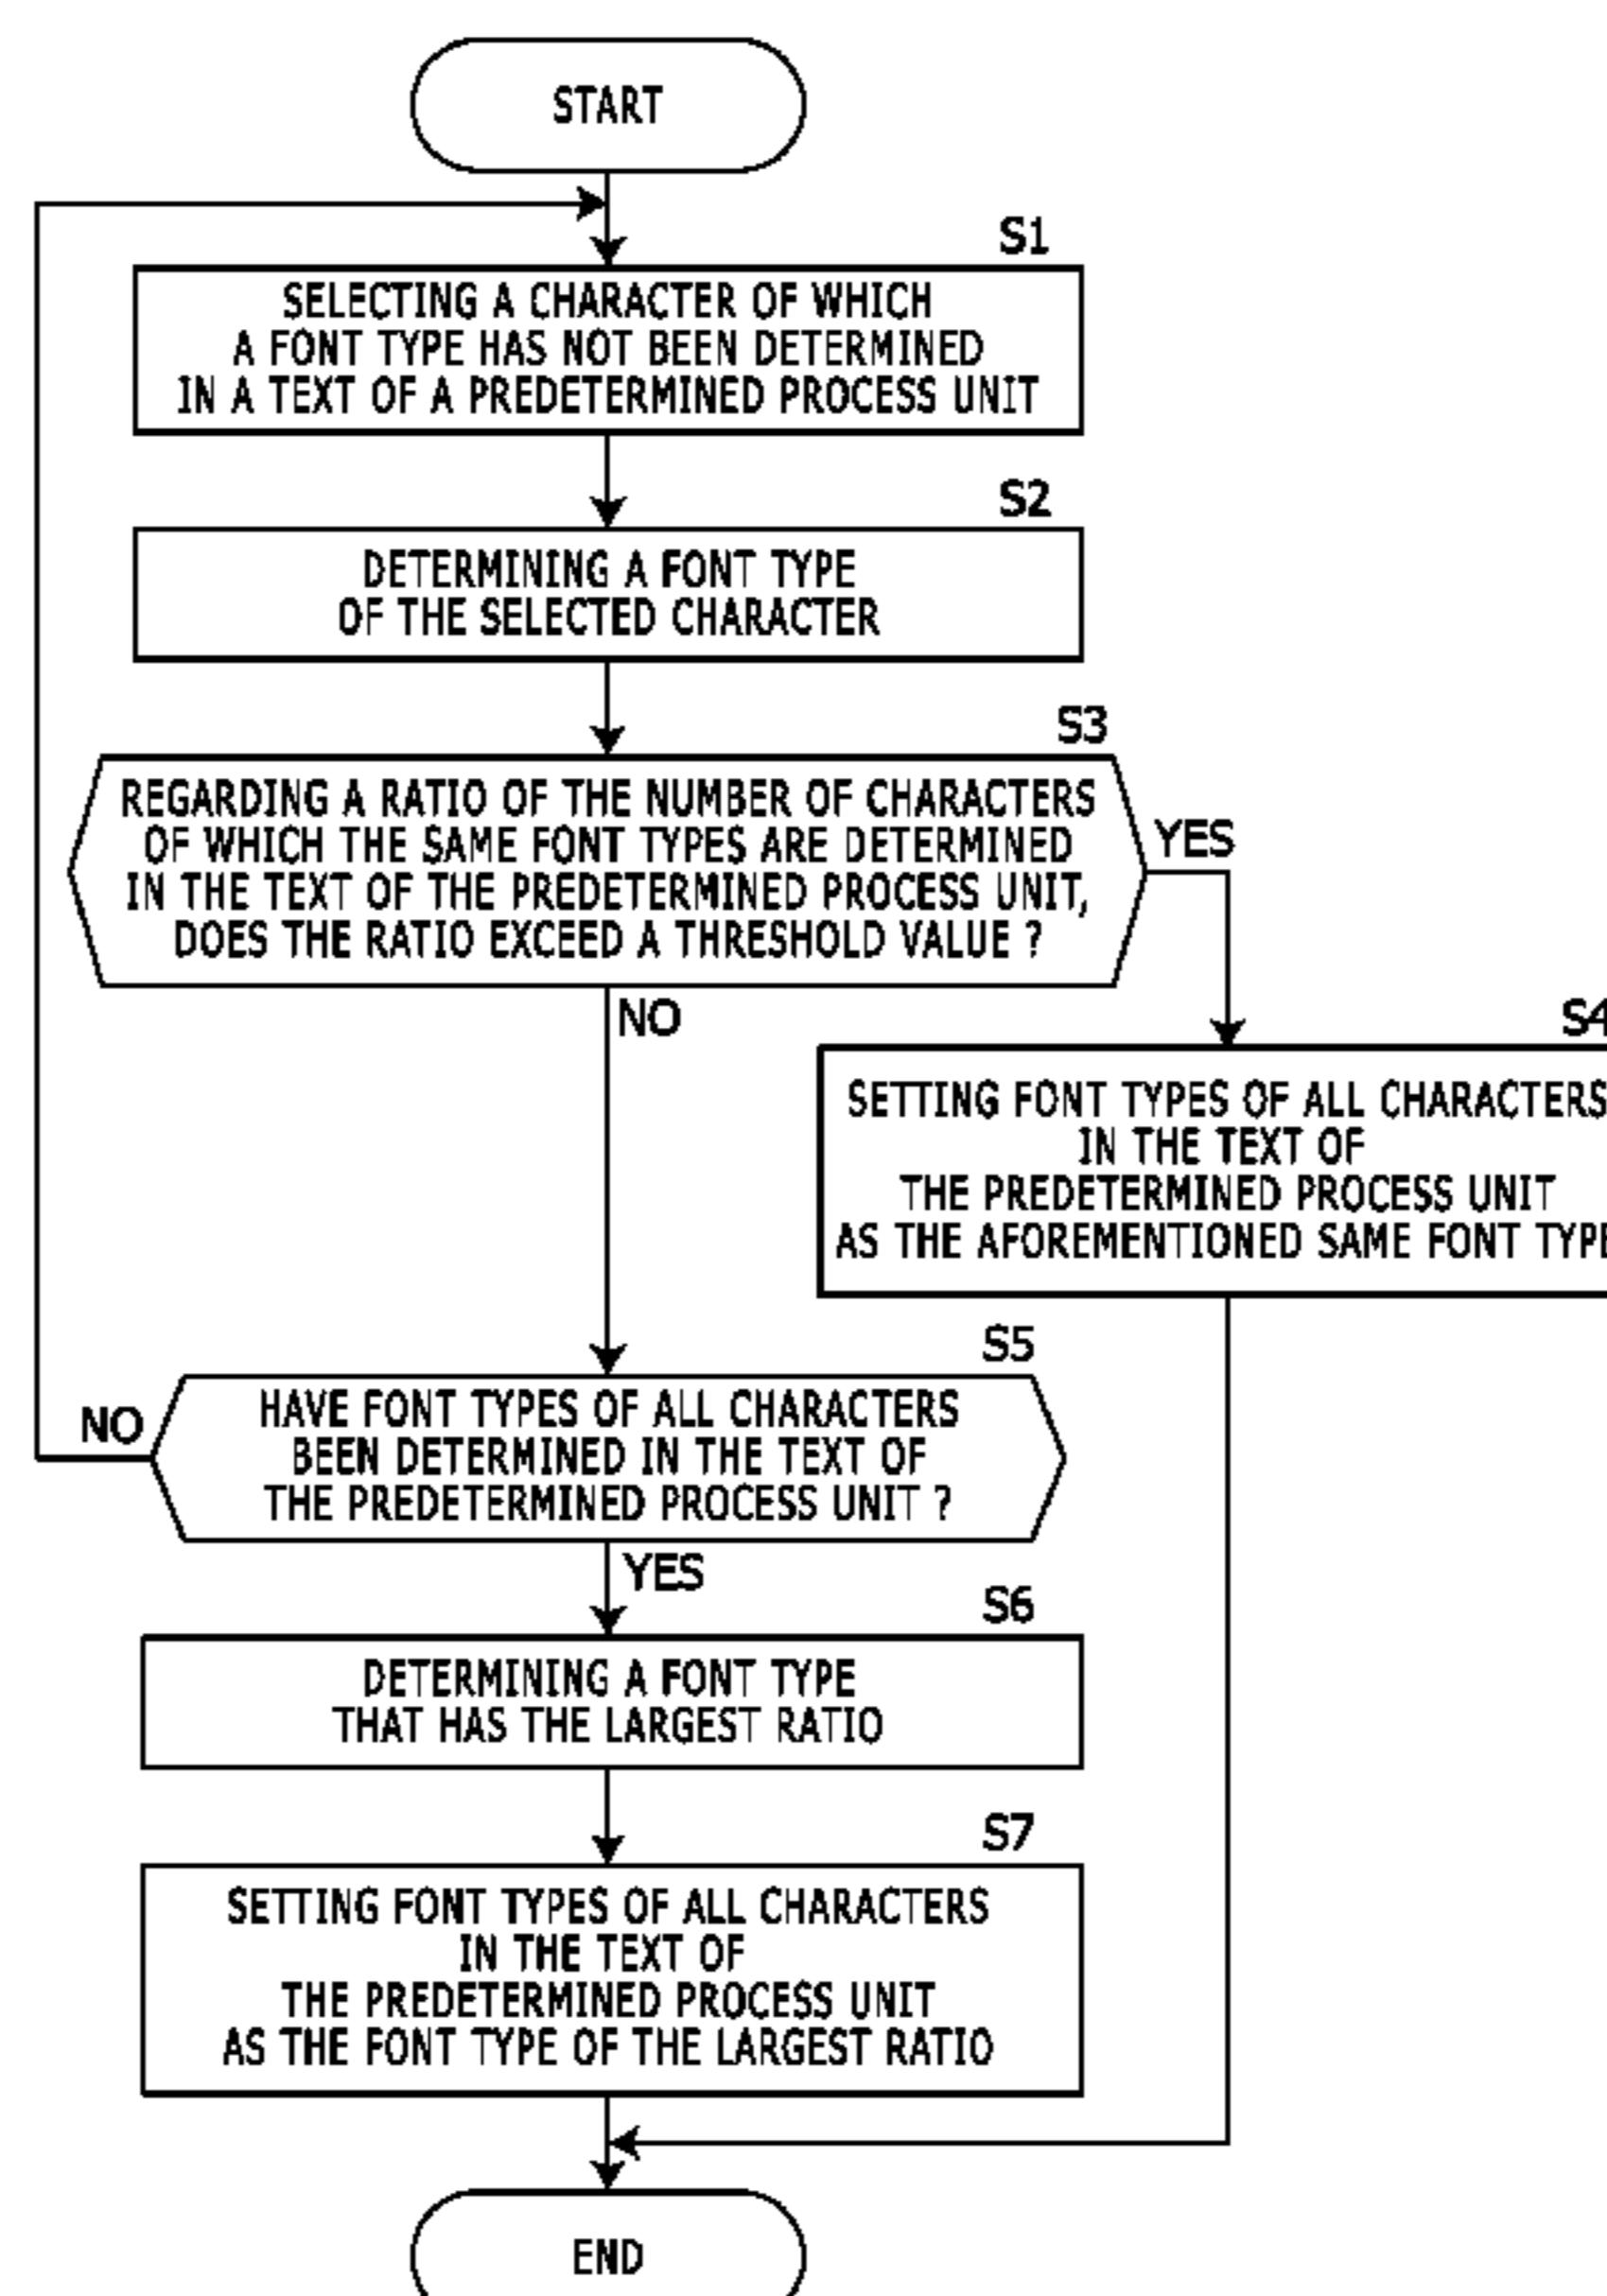 START
S1
SELECTING A CHARACTER OF WHICH
A FONT TYPE HAS NOT BEEN DETERMINED
IN A TEXT OF A PREDETERMINED PROCESS UNIT
S2
DETERMINING A FONT TYPE
OF THE SELECTED CHARACTER
S3
REGARDING A RATIO OF THE NUMBER OF CHARACTERS
OF WHICH THE SAME FONT TYPES ARE DETERMINED
IN THE TEXT OF THE PREDETERMINED PROCESS UNIT,
DOES THE RATIO EXCEED A THRESHOLD VALUE ?
YES
NO
S4
SETTING FONT TYPES OF ALL CHARACTERS
IN THE TEXT OF
THE PREDETERMINED PROCESS UNIT
AS THE AFOREMENTIONED SAME FONT TYPE
S5
HAVE FONT TYPES OF ALL CHARACTERS
BEEN DETERMINED IN THE TEXT OF
THE PREDETERMINED PROCESS UNIT ?
NO
YES
S6
DETERMINING A FONT TYPE
THAT HAS THE LARGEST RATIO
S7
SETTING FONT TYPES OF ALL CHARACTERS
IN THE TEXT OF
THE PREDETERMINED PROCESS UNIT
AS THE FONT TYPE OF THE LARGEST RATIO
END